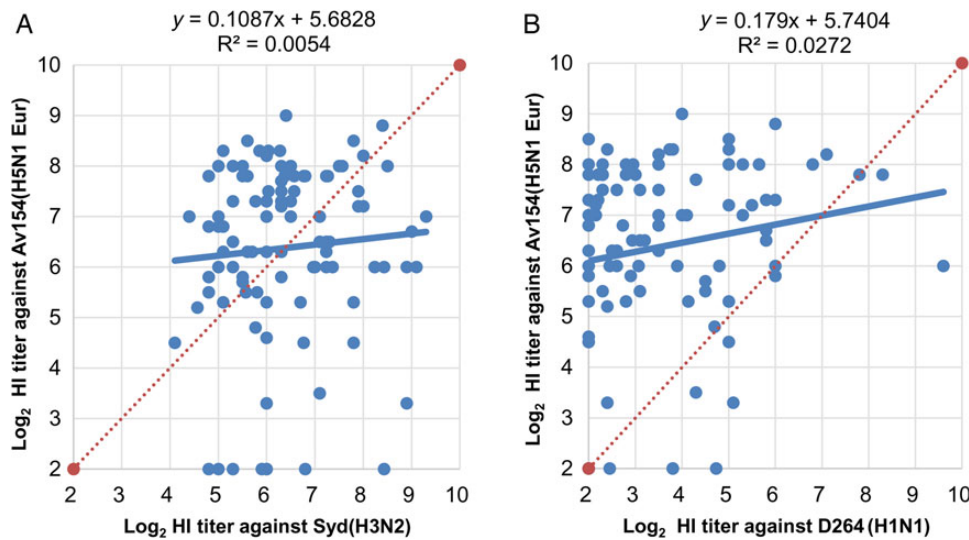 A
y = 0.1087x + 5.6828
R² = 0.0054
10
9
8
7
6
5
4
3
2
Log₂ HI titer against Av154(H5N1 Eur)
2 3 4 5 6 7 8 9 10
Log₂ HI titer against Syd(H3N2)
B
y = 0.179x + 5.7404
R² = 0.0272
10
9
8
7
6
5
4
3
2
Log₂ HI titer against Av154(H5N1 Eur)
2 3 4 5 6 7 8 9 10
Log₂ HI titer against D264 (H1N1)